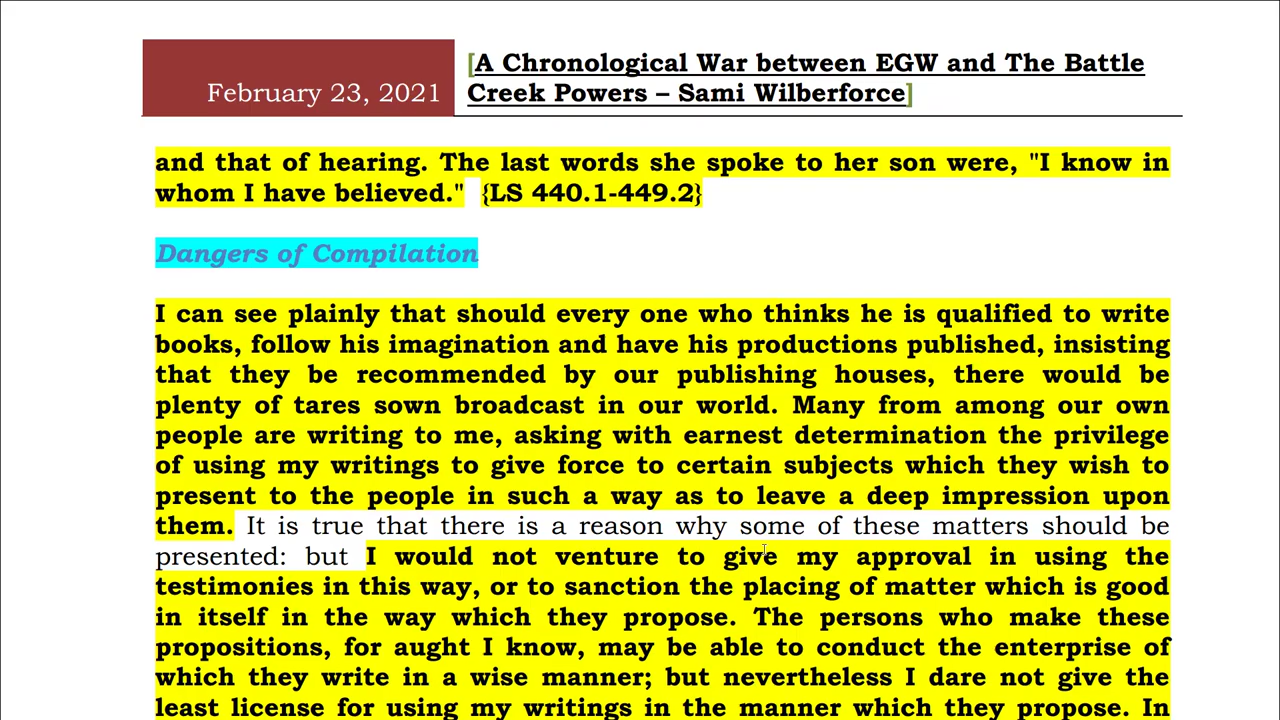 February 23, 2021
[A Chronological War between EGW and The Battle
Creek Powers – Sami Wilberforce]
and that of hearing. The last words she spoke to her son were, "I know in
whom I have believed."  {LS 440.1-449.2}
Dangers of Compilation
I can see plainly that should every one who thinks he is qualified to write
books, follow his imagination and have his productions published, insisting
that they be recommended by our publishing houses, there would be
plenty of tares sown broadcast in our world. Many from among our own
people are writing to me, asking with earnest determination the privilege
of using my writings to give force to certain subjects which they wish to
present to the people in such a way as to leave a deep impression upon
them. It is true that there is a reason why some of these matters should be
presented: but I would not venture to give my approval in using the
testimonies in this way, or to sanction the placing of matter which is good
in itself in the way which they propose. The persons who make these
propositions, for aught I know, may be able to conduct the enterprise of
which they write in a wise manner; but nevertheless I dare not give the
least license for using my writings in the manner which they propose. In